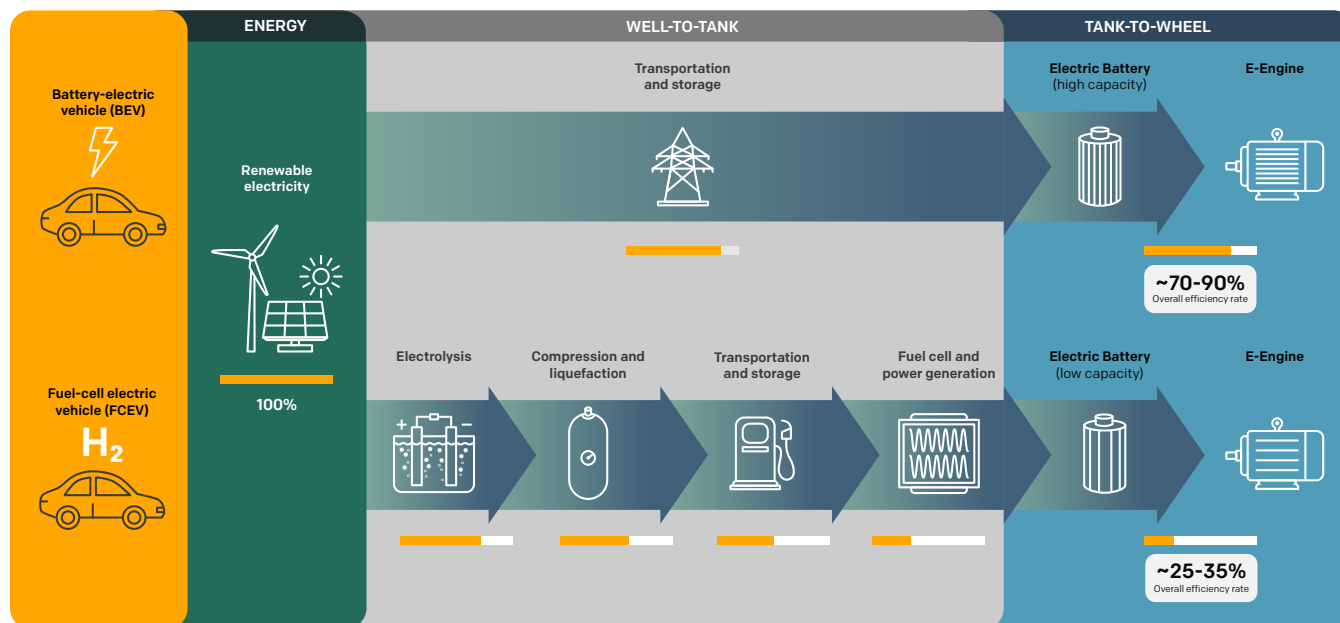 ENERGY
WELL-TO-TANK
TANK-TO-WHEEL
Battery-electric
vehicle (BEV)
Renewable
electricity
100%
Transportation
and storage
Electric Battery
(high capacity)
E-Engine
~70-90%
Overall efficiency rate
Fuel-cell electric
vehicle (FCEV)
H₂
Electrolysis
+ −
Compression and
liquefaction
Transportation
and storage
Fuel cell and
power generation
Electric Battery
(low capacity)
E-Engine
~25-35%
Overall efficiency rate